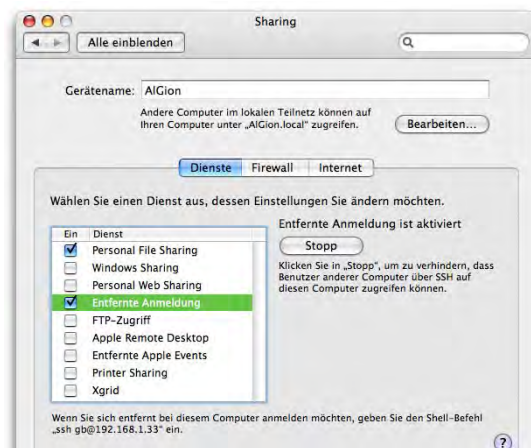 Sharing
Alle einblenden
Gerätename: AlGion
Andere Computer im lokalen Teilnetz können auf
Ihren Computer unter „AlGion.local“ zugreifen.
Bearbeiten...
Dienste Firewall Internet
Wählen Sie einen Dienst aus, dessen Einstellungen Sie ändern möchten.
Ein Dienst
Personal File Sharing
Windows Sharing
Personal Web Sharing
Entfernte Anmeldung
FTP-Zugriff
Apple Remote Desktop
Entfernte Apple Events
Printer Sharing
Xgrid
Entfernte Anmeldung ist aktiviert
Stopp
Klicken Sie in „Stopp“, um zu verhindern, dass
Benutzer anderer Computer über SSH auf
diesen Computer zugreifen können.
Wenn Sie sich entfernt bei diesem Computer anmelden möchten, geben Sie den Shell-Befehl
„ssh gb@192.168.1.33“ ein.
?